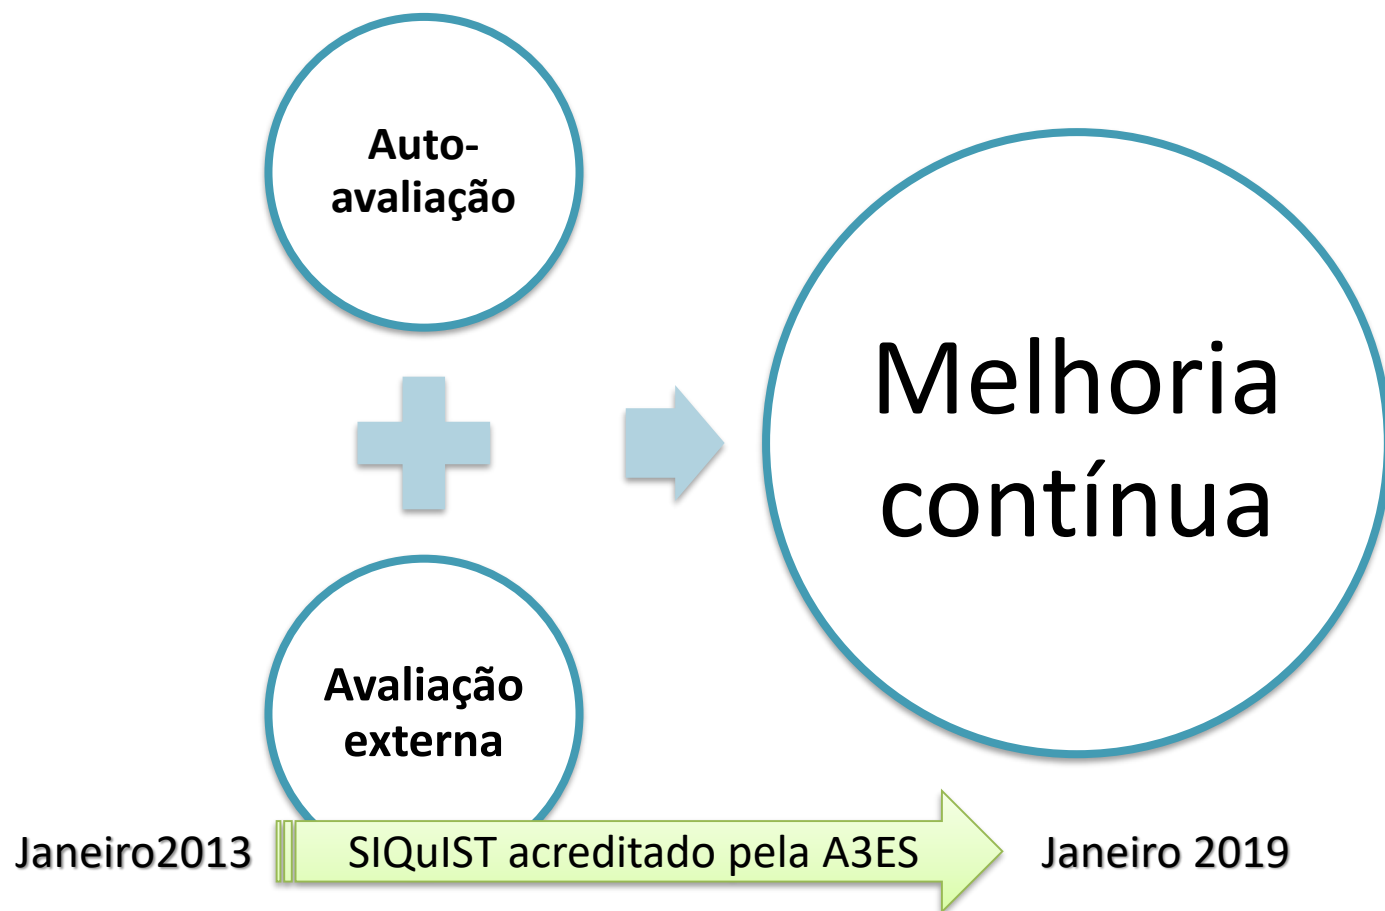 Auto-
avaliação
Melhoria
contínua
Avaliação
externa
Janeiro2013
SIQuIST acreditado pela A3ES
Janeiro 2019